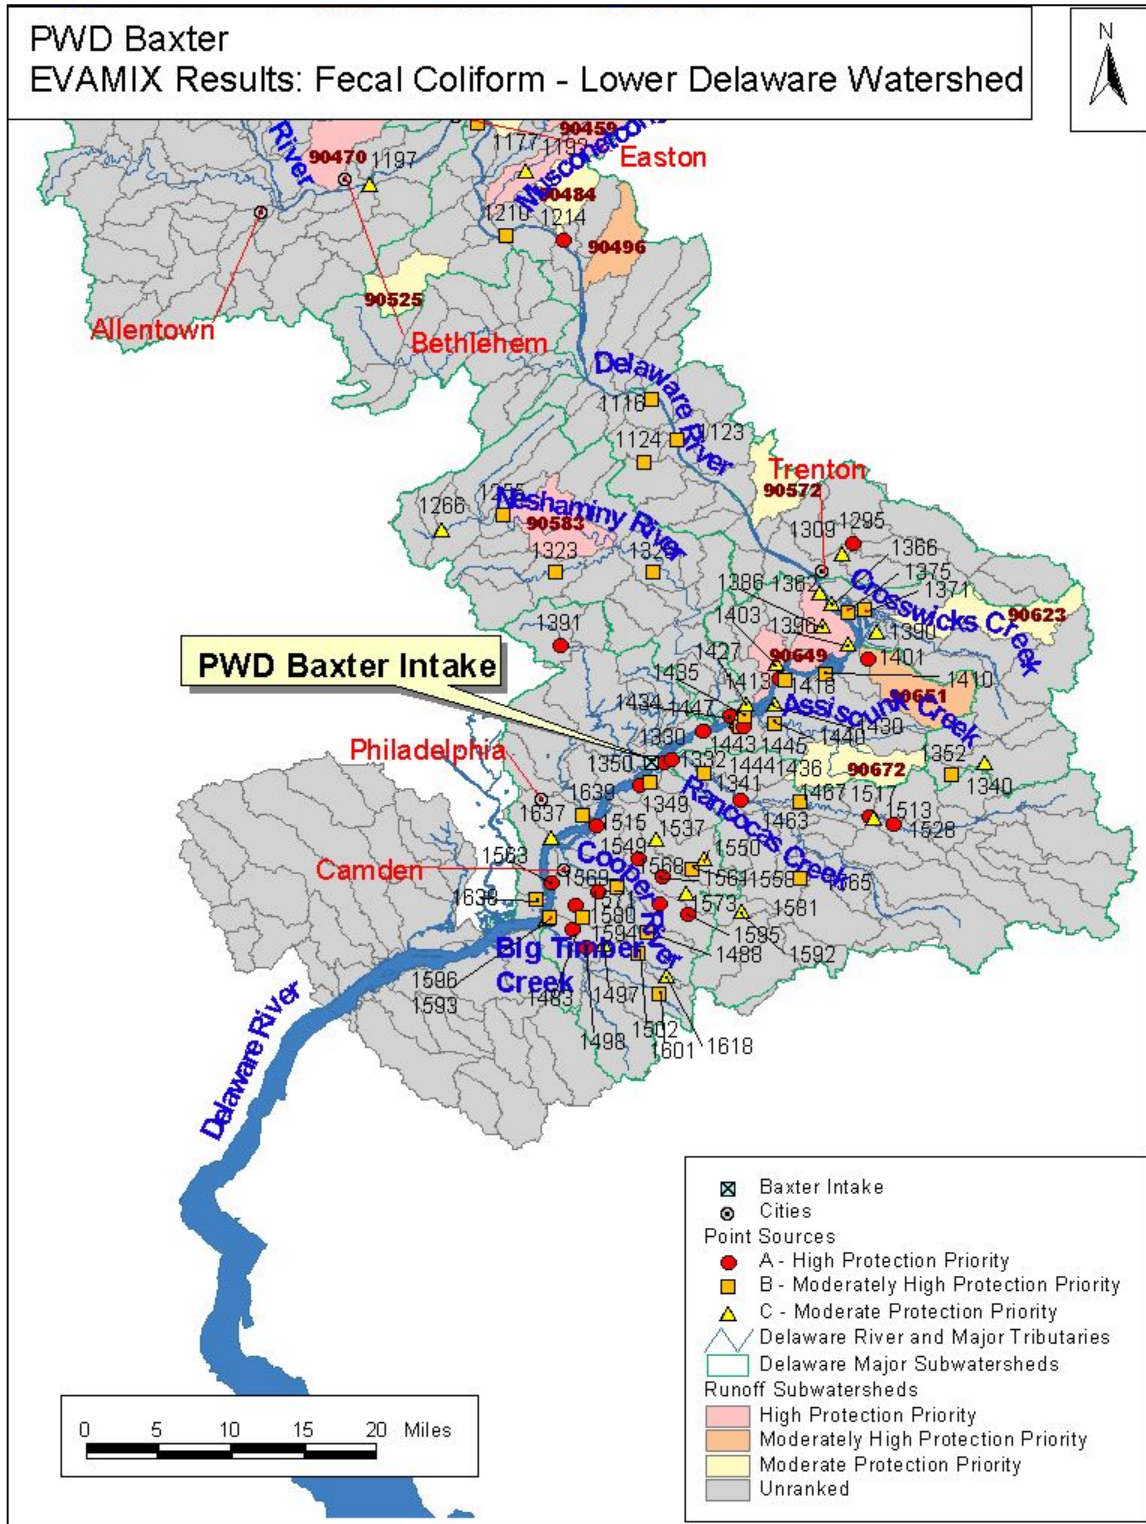 PWD Baxter
EVAMIX Results: Fecal Coliform - Lower Delaware Watershed
N
River
90470
1197
1177
1193
90459
Musconetcong
Easton
90484
1210
1214
90496
90525
Allentown
Bethlehem
Delaware
River
1116
1123
1124
Trenton
90572
1266
1255
Neshaminy River
90583
1323
1309
1295
1366
1375
1371
1386
1362
1403
1396
Crosswicks Creek
90623
1390
1391
PWD Baxter Intake
1427
90649
1401
1435
1413
1418
1410
90651
1434
1447
Assiscunk Creek
1430
1440
1330
1443
1445
Philadelphia
1350
1332
1444
1436
90672
1352
1340
1639
1341
1467
1517
1513
1349
1463
1528
1637
Rancocas Creek
1515
1537
1563
1549
1550
Cooper River
Camden
1568
1561
1558
1565
1569
1638
1571
1573
1581
1580
1595
1594
1592
Big Timber
Creek
1488
1596
1593
1483
1497
1498
1502
1601
1618
Delaware River
Baxter Intake
Cities
Point Sources
A - High Protection Priority
B - Moderately High Protection Priority
C - Moderate Protection Priority
Delaware River and Major Tributaries
Delaware Major Subwatersheds
Runoff Subwatersheds
High Protection Priority
Moderately High Protection Priority
Moderate Protection Priority
Unranked
0 5 10 15 20 Miles